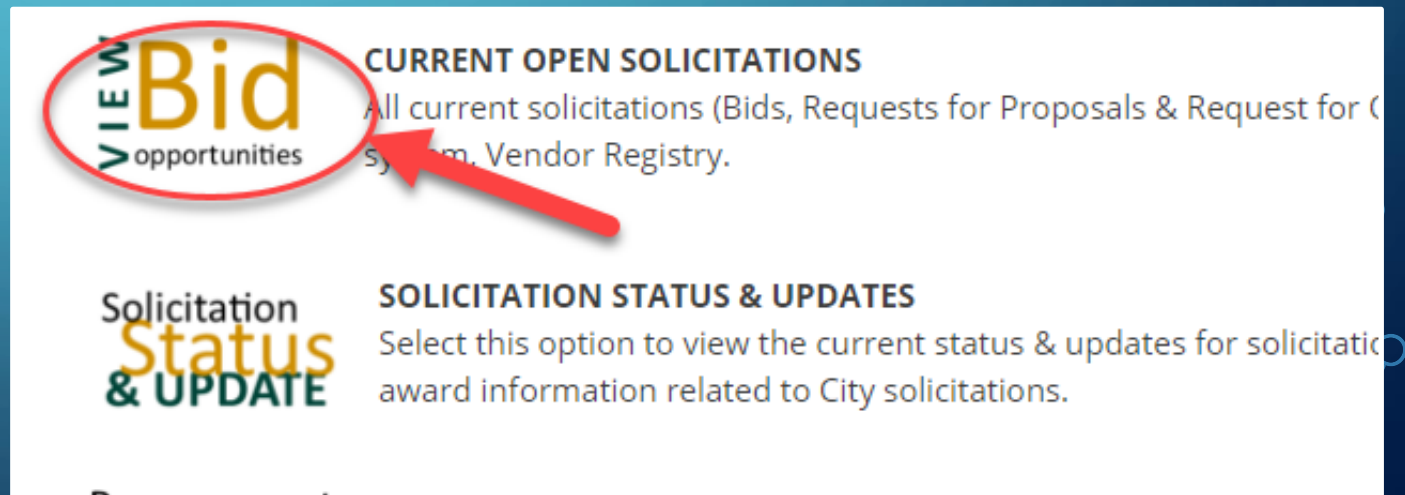 VIEW
Bid
opportunities
CURRENT OPEN SOLICITATIONS
All current solicitations (Bids, Requests for Proposals & Request for
system, Vendor Registry.
Solicitation
Status
& UPDATE
SOLICITATION STATUS & UPDATES
Select this option to view the current status & updates for
award information related to City solicitations.